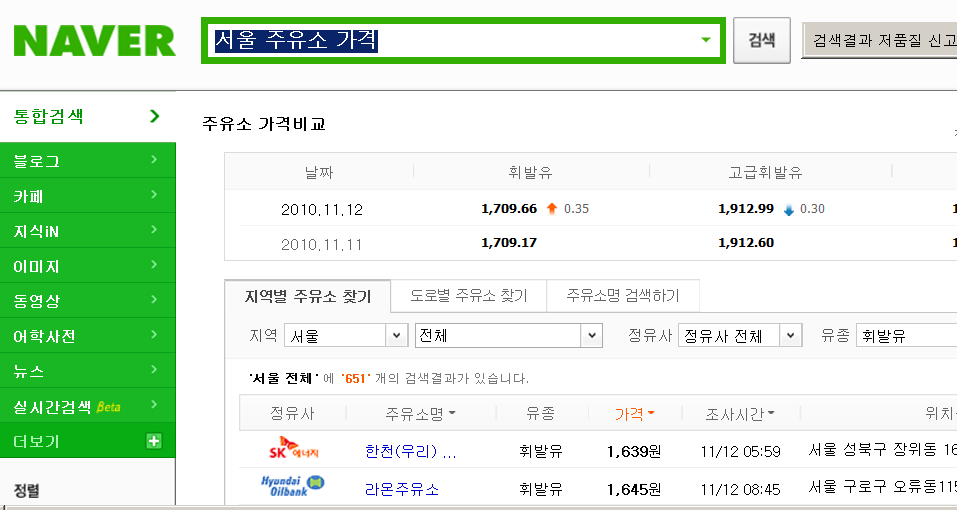 NAVER 서울 주유소 가격 검색 검색결과 저품질 신고
통합검색
블로그
카페
지식iN
이미지
동영상
어학사전
뉴스
실시간검색 Beta
더보기
정렬
주유소 가격비교
날짜 휘발유 고급휘발유
2010.11.12 1,709.66 0.35 1,912.99 0.30
2010.11.11 1,709.17 1,912.60
지역별 주유소 찾기 도로별 주유소 찾기 주유소명 검색하기
지역 서울 전체 정유사 정유사 전체 유종 휘발유
'서울 전체' 에 '651' 개의 검색결과가 있습니다.
정유사 주유소명 유종 가격 조사시간 위치
SK에너지 한천(우리) ... 휘발유 1,639원 11/12 05:59 서울 성북구 장위동 16
Hyundai Oilbank 라온주유소 휘발유 1,645원 11/12 08:45 서울 구로구 오류동115